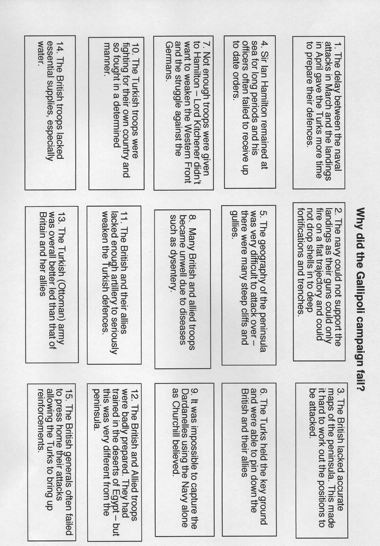 Why did the Gallipoli campaign fail?
1. The delay between the naval
attacks in March and the landings
in April gave the Turks more time
to prepare their defences.
2. The navy could not support the
landings as their guns could only
fire on a flat trajectory and could
not drop shells in to deep
fortifications and trenches.
3. The British lacked accurate
maps of the peninsula. This made
it hard to work out the positions to
be attacked.
4. Sir Ian Hamilton remained at
sea for long periods and his
officers often failed to receive up
to date orders.
5. The geography of the peninsula
was very difficult to attack over –
there were many steep cliffs and
gullies.
6. The Turks held the key ground
and were able to pin down the
British and their allies
7. Not enough troops were given
to Hamilton – Lord Kitchener didn't
want to weaken the Western Front
and the struggle against the
Germans.
8. Many British and allied troops
became unwell due to diseases
such as dysentery.
9. It was impossible to capture the
Dardanelles using the Navy alone
as Churchill believed.
10. The Turkish troops were
fighting for their own country and
so fought in a determined
manner.
11. The British and their allies
lacked enough artillery to seriously
weaken the Turkish defences.
12. The British and Allied troops
were badly prepared. They had
trained in the deserts of Egypt – but
this was very different from the
peninsula.
14. The British troops lacked
essential supplies, especially
water.
13. The Turkish (Ottoman) army
was overall better led than that of
Britain and her allies
15. The British generals often failed
to press home their attacks
allowing the Turks to bring up
reinforcements.